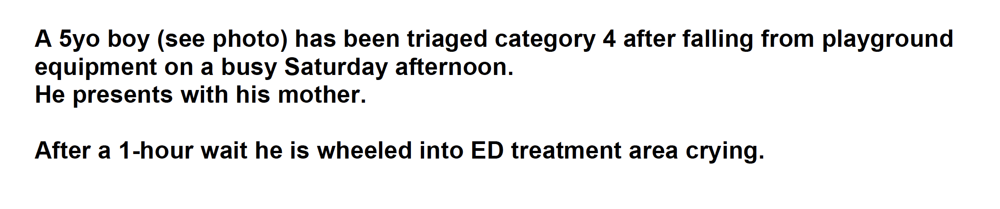 A 5yo boy (see photo) has been triaged category 4 after falling from playground
equipment on a busy Saturday afternoon.
He presents with his mother.
After a 1-hour wait he is wheeled into ED treatment area crying.